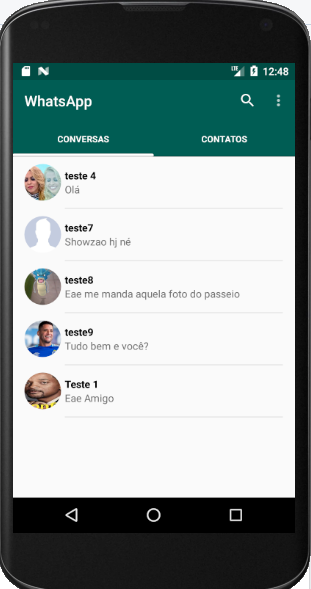 LTE 12:48
WhatsApp
CONVERSAS CONTATOS
teste 4
Olá
teste7
Showzao hj né
teste8
Eae me manda aquela foto do passeio
teste9
Tudo bem e você?
Teste 1
Eae Amigo